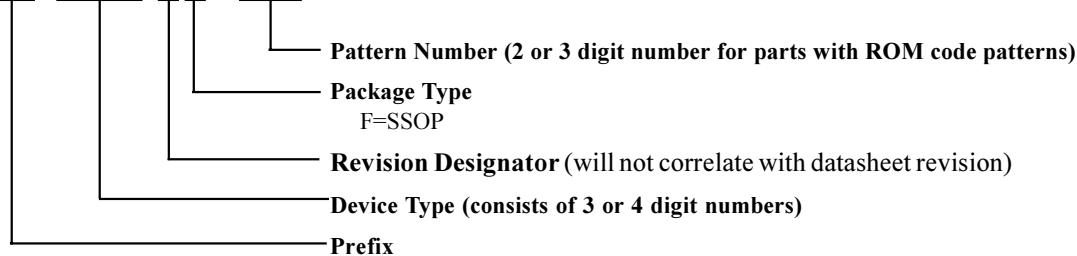 Pattern Number (2 or 3 digit number for parts with ROM code patterns)
Package Type
F=SSOP
Revision Designator (will not correlate with datasheet revision)
Device Type (consists of 3 or 4 digit numbers)
Prefix